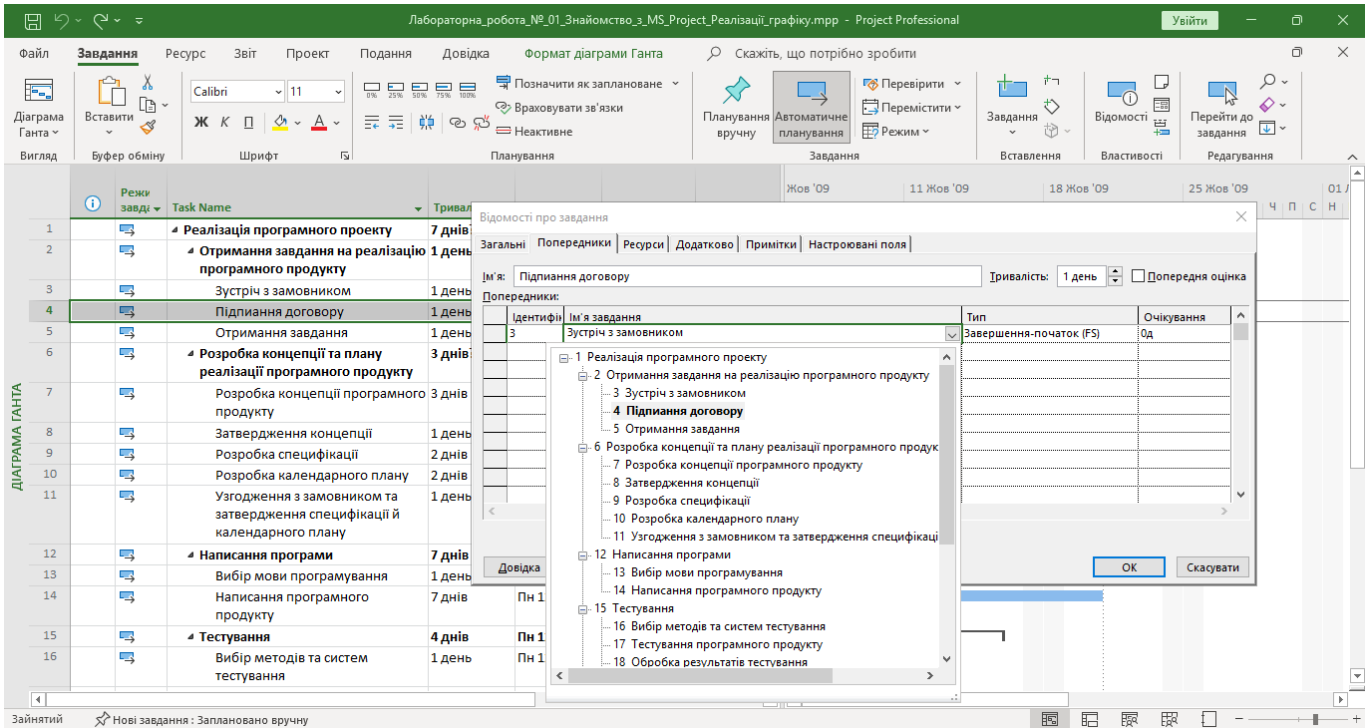 Лабораторна_робота_№_01_Знайомство_з_MS_Project_Реалізації_графіку.mpp - Project Professional
Увійти
Файл Завдання Ресурс Звіт Проект Подання Довідка Формат діаграми Ганта Скажіть, що потрібно зробити
Діаграма Ганта
Вигляд
Вставити
Буфер обміну
Calibri 11
Ж К П А
Шрифт
0% 25% 50% 75% 100%
Позначити як заплановане
Враховувати зв'язки
Неактивне
Планування
Планування вручну
Автоматичне планування
Перевірити
Перемістити
Режим
Завдання
Завдання
Вставлення
Відомості
Властивості
Перейти до завдання
Редагування
ДІАГРАМА ГАНТА
Режи завда Task Name Тривал
Жов '09 11 Жов '09 18 Жов '09 25 Жов '09 01
Ч П С Н
1 Реалізація програмного проекту 7 днів?
2 Отримання завдання на реалізацію 1 день
програмного продукту
3 Зустріч з замовником 1 день
4 Підпиання договору 1 день
5 Отримання завдання 1 день
6 Розробка концепції та плану 3 днів?
реалізації програмного продукту
7 Розробка концепції програмного 3 днів
продукту
8 Затвердження концепції 1 день
9 Розробка специфікації 2 днів
10 Розробка календарного плану 2 днів
11 Узгодження з замовником та 1 день
затвердження специфікації й
календарного плану
12 Написання програми 7 днів
13 Вибір мови програмування 1 день
14 Написання програмного 7 днів Пн 1
продукту
15 Тестування 4 днів Пн 1
16 Вибір методів та систем 1 день Пн 1
тестування
Відомості про завдання
Загальні Попередники Ресурси Додатково Примітки Настроювані поля
Ім'я: Підпиання договору Тривалість: 1 день Попередня оцінка
Попередники:
Ідентифік Ім'я завдання Тип Очікування
3 Зустріч з замовником Завершення-початок (FS) 0д
1 Реалізація програмного проекту
2 Отримання завдання на реалізацію програмного продукту
3 Зустріч з замовником
4 Підпиання договору
5 Отримання завдання
6 Розробка концепції та плану реалізації програмного продук
7 Розробка концепції програмного продукту
8 Затвердження концепції
9 Розробка специфікації
10 Розробка календарного плану
11 Узгодження з замовником та затвердження специфікаці
12 Написання програми
13 Вибір мови програмування
14 Написання програмного продукту
15 Тестування
16 Вибір методів та систем тестування
17 Тестування програмного продукту
18 Обробка результатів тестування
Довідка ОК Скасувати
Зайнятий Нові завдання : Заплановано вручну